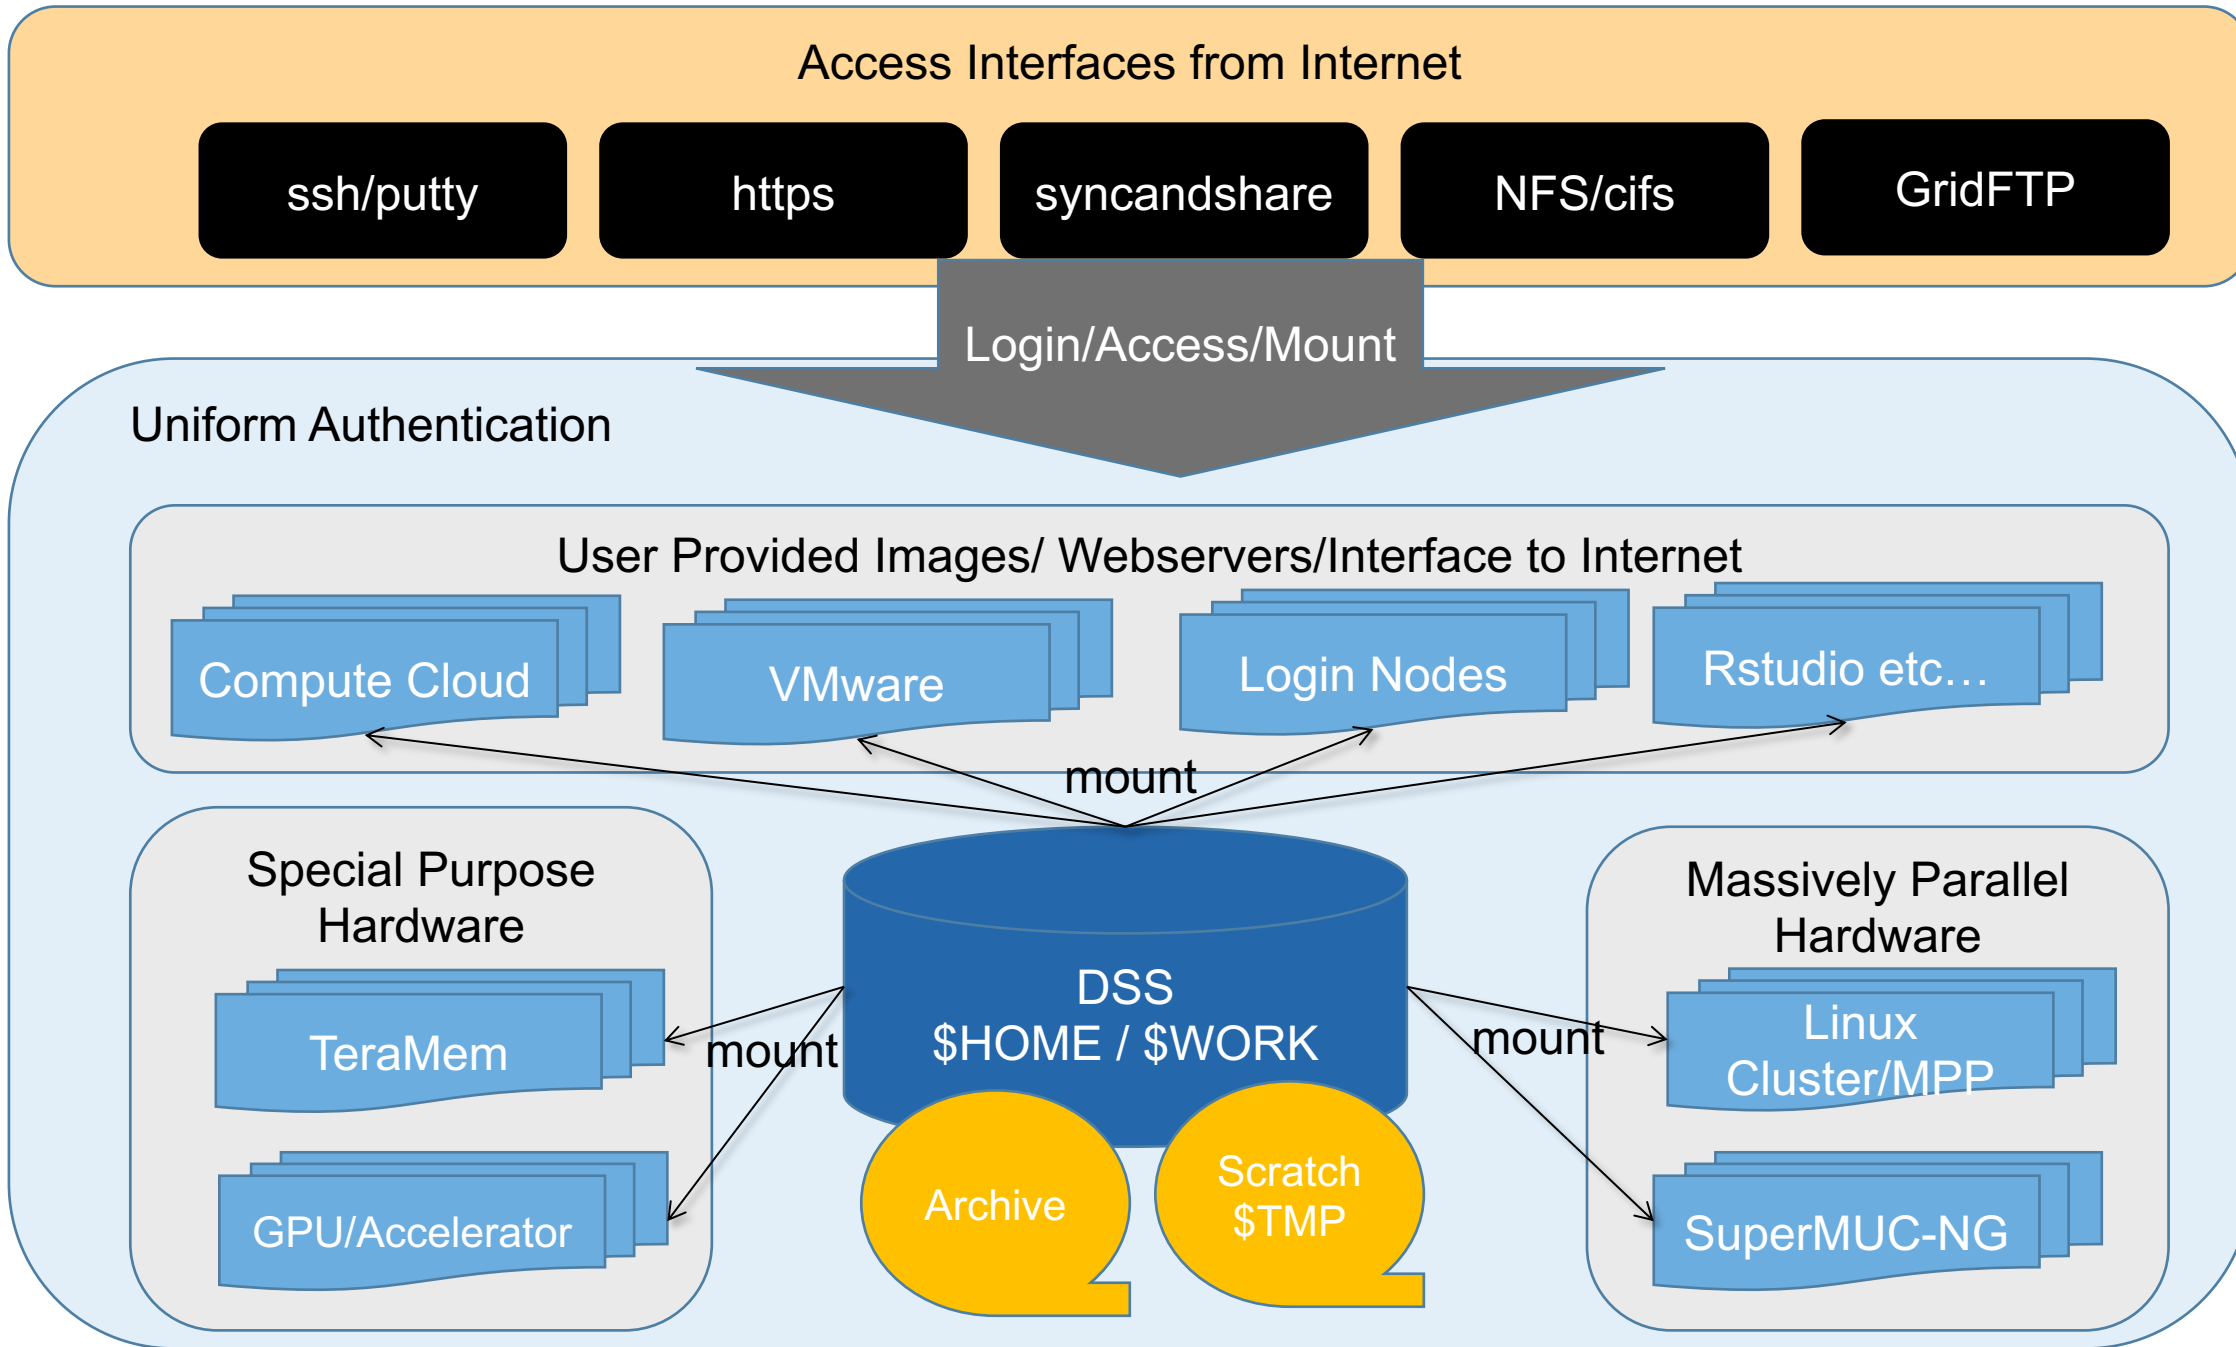 Access Interfaces from Internet
ssh/putty
https
syncandshare
NFS/cifs
GridFTP
Login/Access/Mount
Uniform Authentication
User Provided Images/ Webservers/Interface to Internet
Compute Cloud
VMware
Login Nodes
Rstudio etc…
mount
Special Purpose
Hardware
TeraMem
GPU/Accelerator
mount
DSS
$HOME / $WORK
Archive
Scratch
$TMP
mount
Massively Parallel
Hardware
Linux
Cluster/MPP
SuperMUC-NG